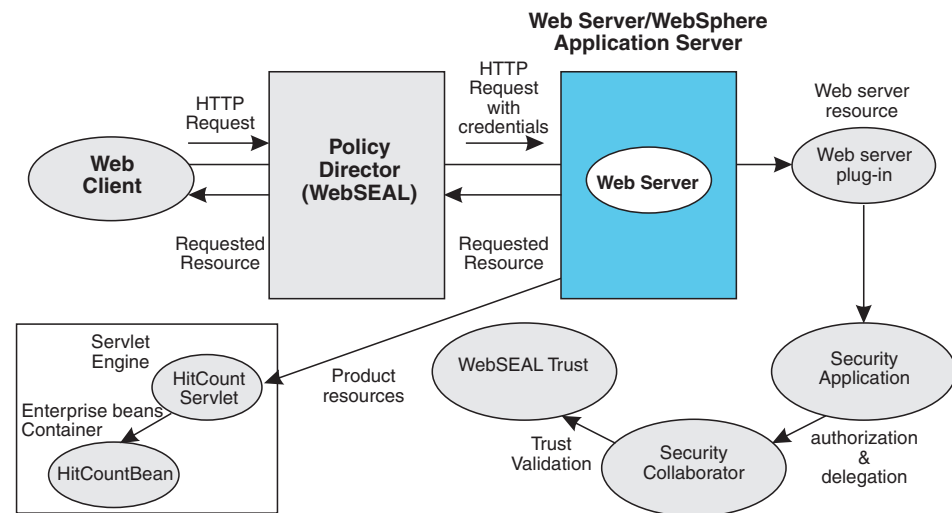 Web Server/WebSphere
Application Server
HTTP
Request
HTTP
Request
with
credentials
Web server
resource
Web
Client
Policy
Director
(WebSEAL)
Web Server
Web server
plug-in
Requested
Resource
Requested
Resource
Servlet
Engine
HitCount
Servlet
Product
resources
WebSEAL Trust
Security
Application
Enterprise beans
Container
HitCountBean
Trust
Validation
Security
Collaborator
authorization
&
delegation